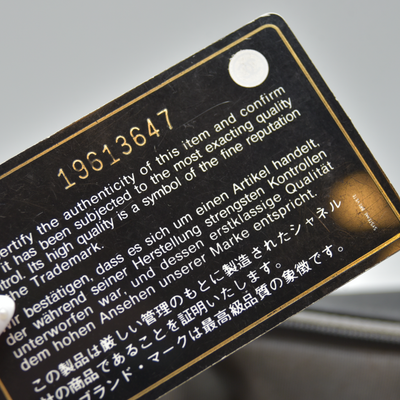 19613647
ertify the authenticity of this item and confirm
it has been subjected to the most exacting quality
trol. Its high quality is a symbol of the fine reputation
the Trademark.
ir bestätigen, dass es sich um einen Artikel handelt,
der während seiner Herstellung strengsten Kontrollen
unterworfen war, und dessen erstklassige Qualität
dem hohen Ansehen unserer Marke entspricht.
この製品は厳しい管理のもとに製造されたシャネル
社の商品であることを証明いたします。
ブランド・マークは最高級品質の象徴です。